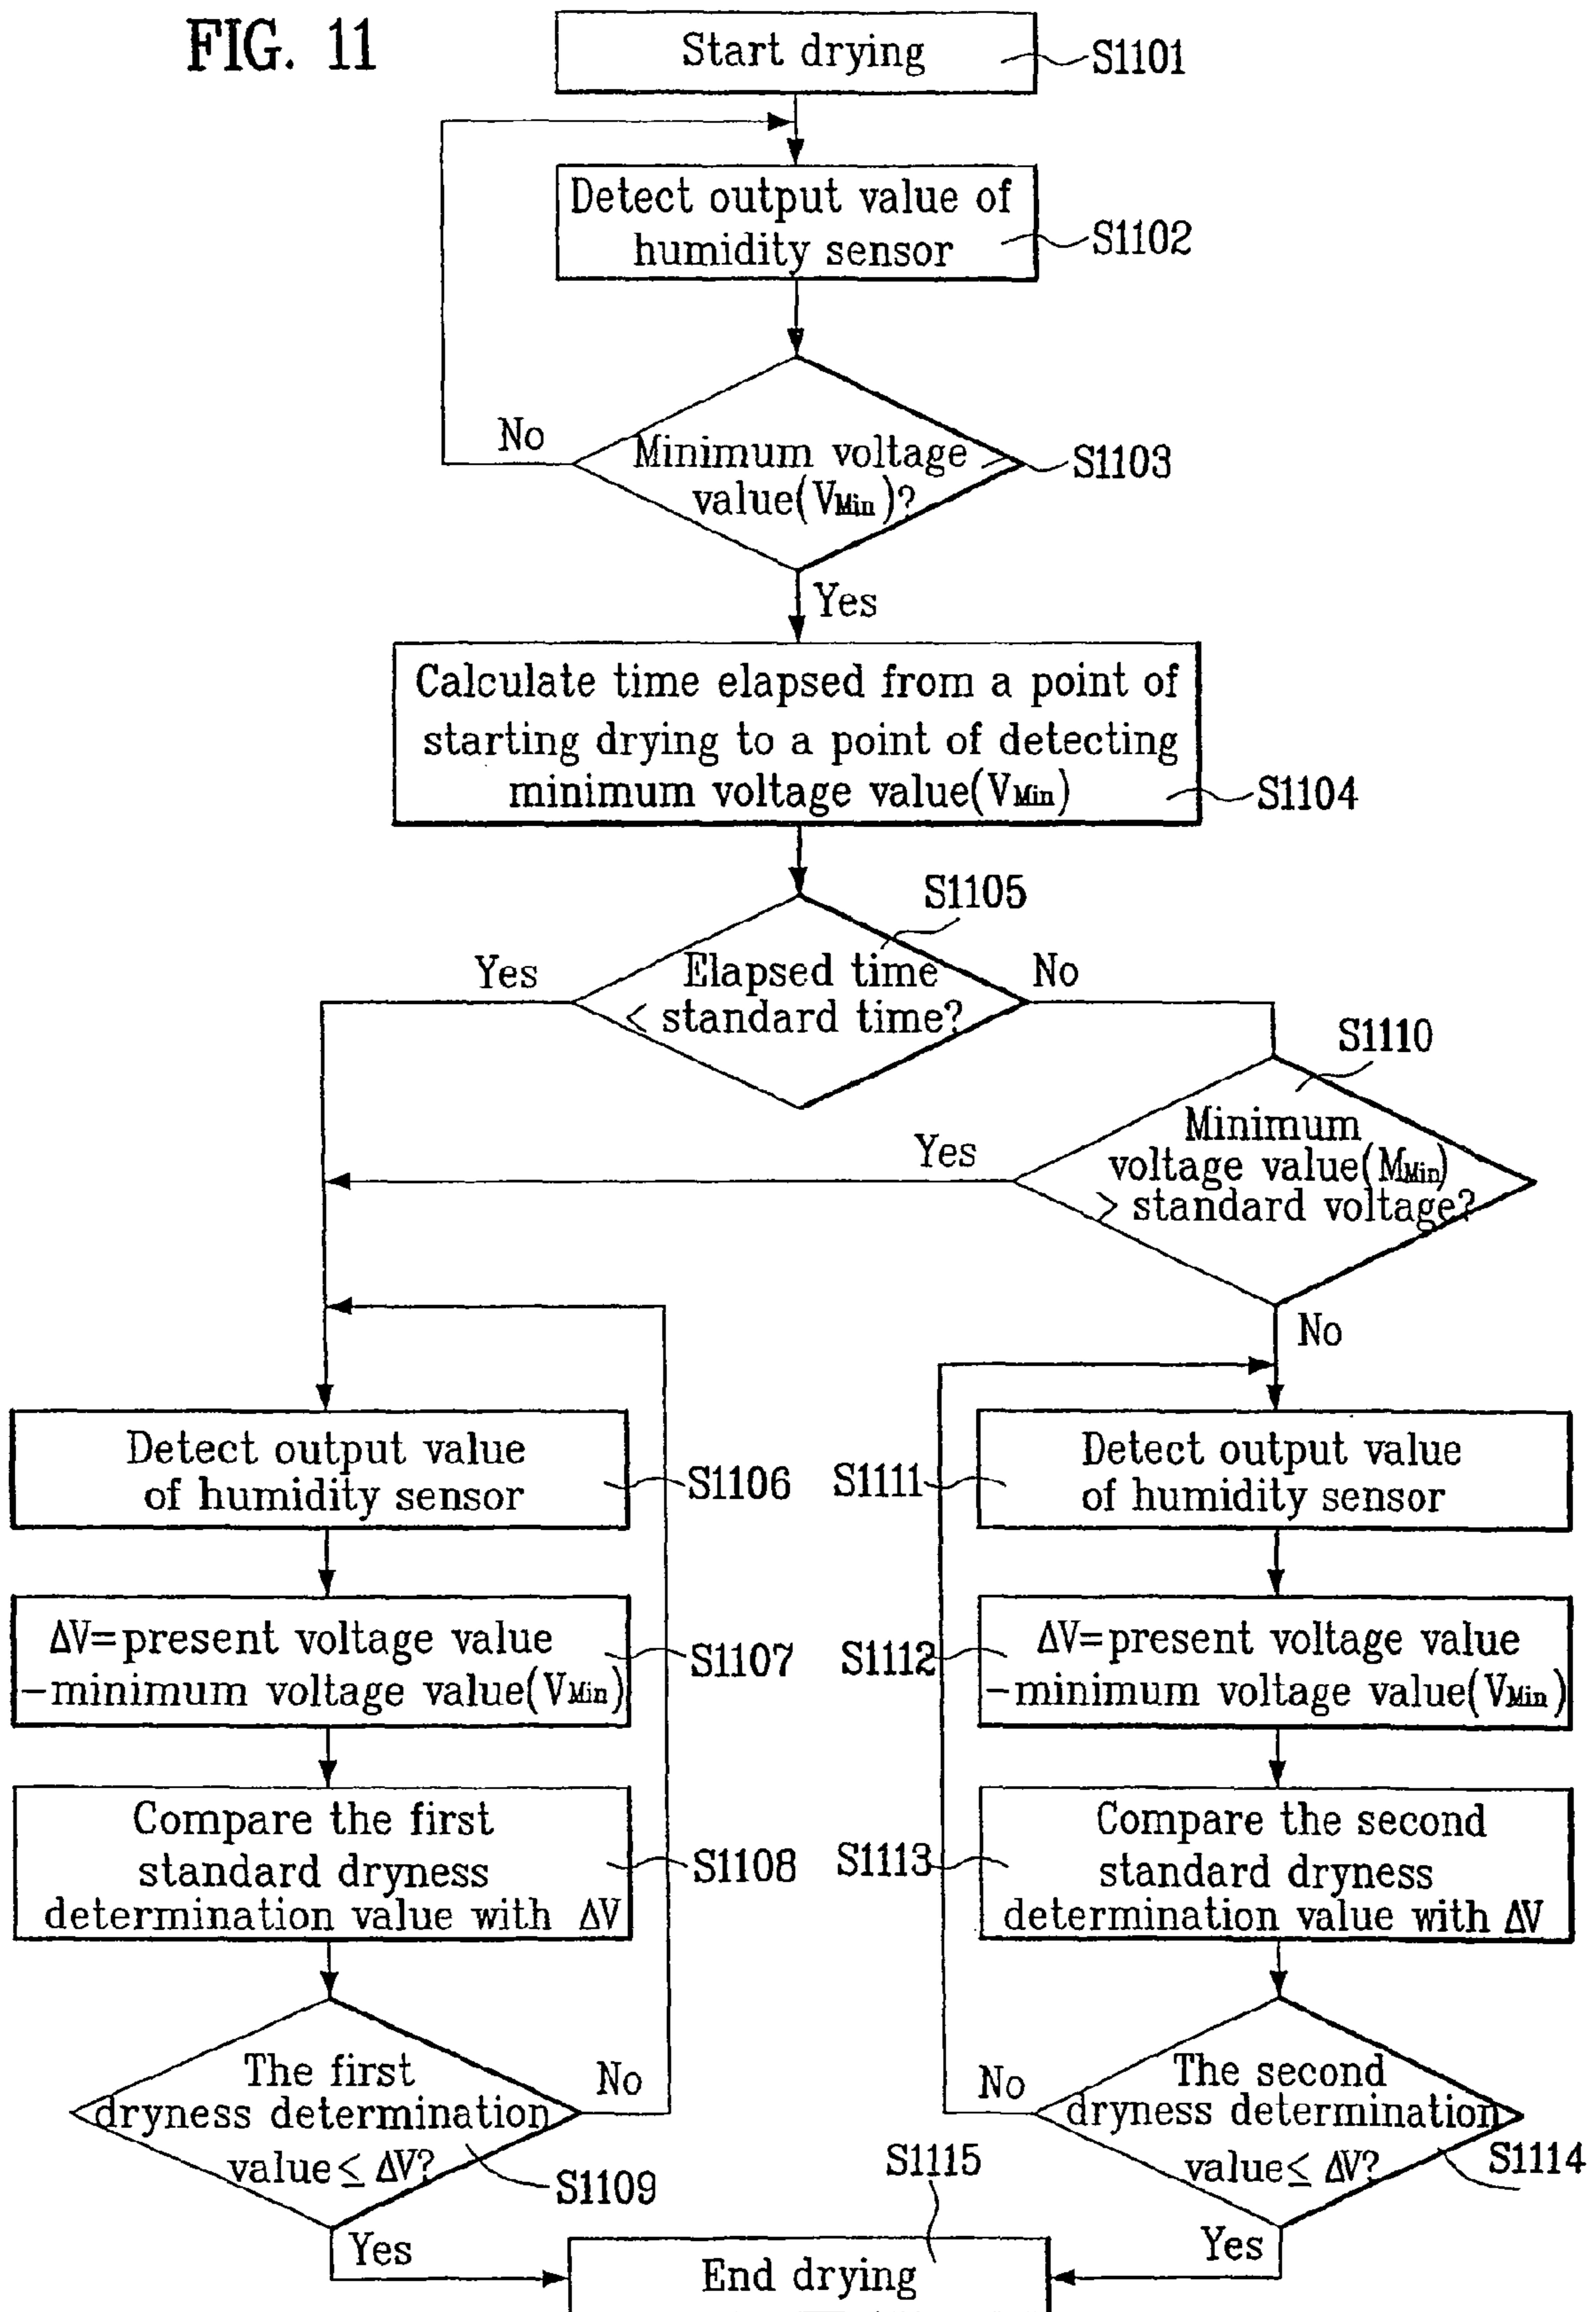 FIG. 11
Start drying
S1101
Detect output value of
humidity sensor
S1102
No
Minimum voltage
value(VMin)?
S1103
Yes
Calculate time elapsed from a point of
starting drying to a point of detecting
minimum voltage value(VMin)
S1104
S1105
Yes
Elapsed time
< standard time?
No
S1110
Minimum
voltage value(MMin)
> standard voltage?
Yes
No
Detect output value
of humidity sensor
S1106
S1111
Detect output value
of humidity sensor
ΔV=present voltage value
-minimum voltage value(VMin)
S1107
S1112
ΔV=present voltage value
-minimum voltage value(VMin)
Compare the first
standard dryness
determination value with ΔV
S1108
S1113
Compare the second
standard dryness
determination value with ΔV
The first
dryness determination
value≤ ΔV?
No
S1109
No
The second
dryness determination
value≤ ΔV?
S1114
S1115
Yes
End drying
Yes